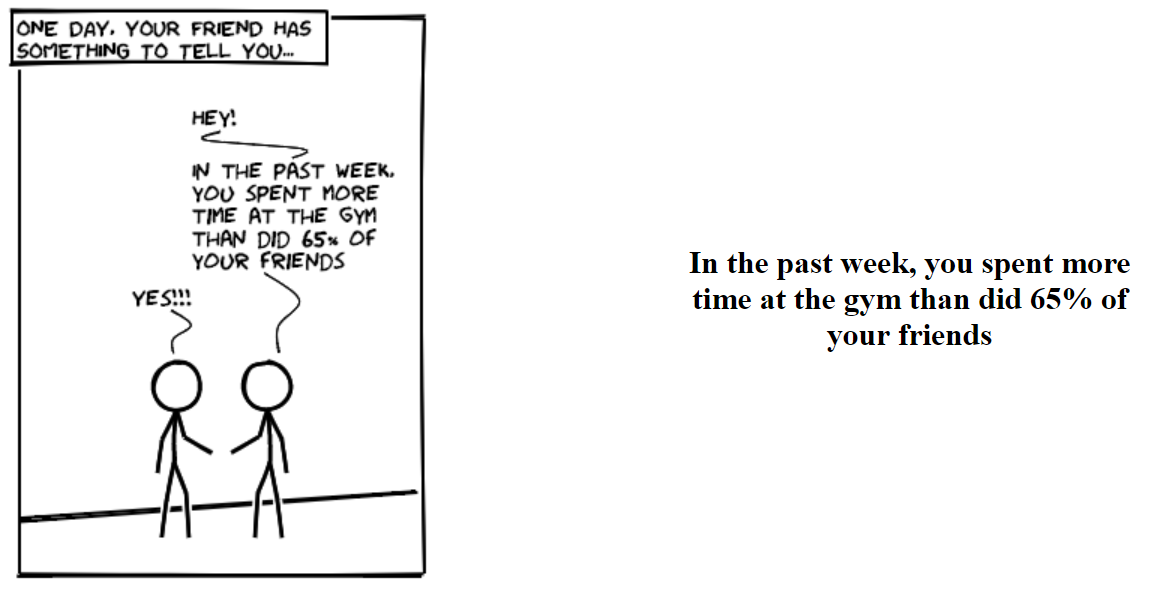 ONE DAY, YOUR FRIEND HAS
SOMETHING TO TELL YOU...
HEY!
IN THE PAST WEEK,
YOU SPENT MORE
TIME AT THE GYM
THAN DID 65% OF
YOUR FRIENDS
YES!!!
In the past week, you spent more
time at the gym than did 65% of
your friends